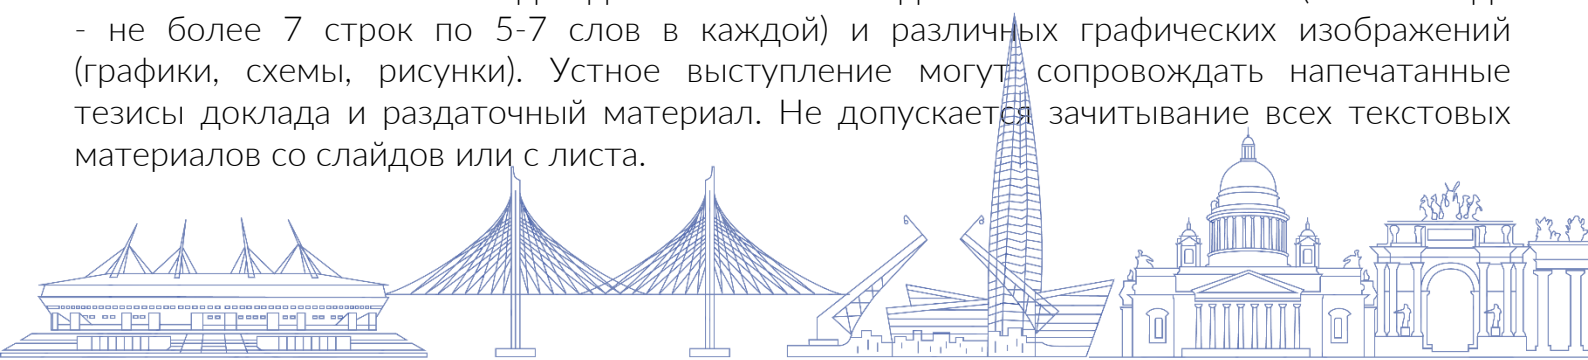 - не более 7 строк по 5-7 слов в каждой) и различных графических изображений
(графики, схемы, рисунки). Устное выступление могут сопровождать напечатанные
тезисы доклада и раздаточный материал. Не допускается зачитывание всех текстовых
материалов со слайдов или с листа.